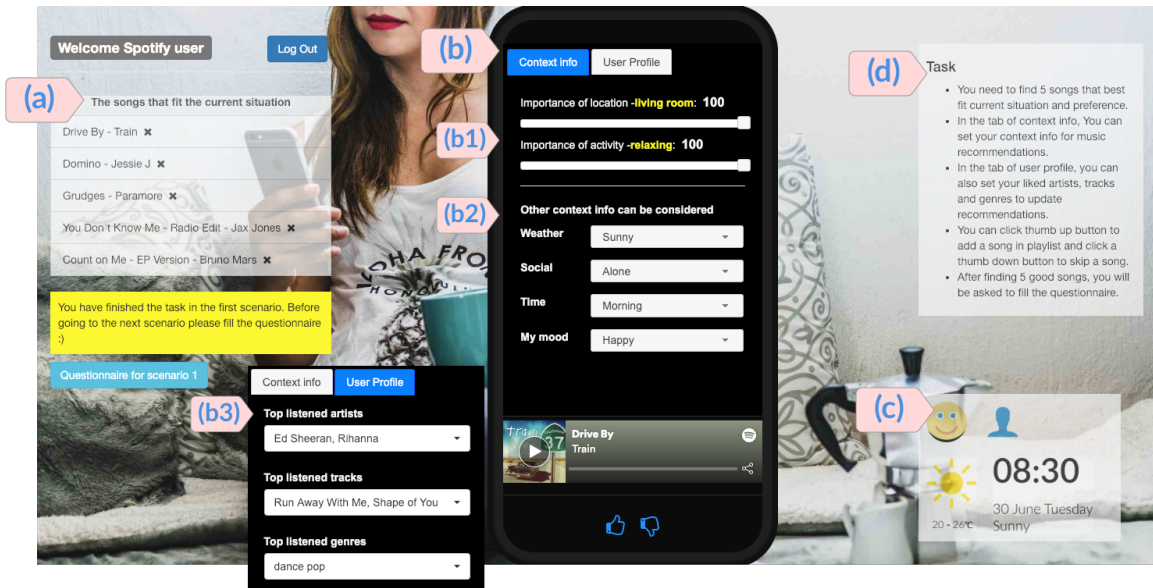 Welcome Spotify user
Log Out
(a)
The songs that fit the current situation
Drive By - Train ✖
Domino - Jessie J ✖
Grudges - Paramore ✖
You Don't Know Me - Radio Edit - Jax Jones ✖
Count on Me - EP Version - Bruno Mars ✖
You have finished the task in the first scenario. Before
going to the next scenario please fill the questionnaire
:)
Questionnaire for scenario 1
ALOHA FROM
HONOLULU
(b3)
Context info
User Profile
Top listened artists
Ed Sheeran, Rihanna
Top listened tracks
Run Away With Me, Shape of You
Top listened genres
dance pop
(b)
Context info
User Profile
(b1)
Importance of location -living room: 100
Importance of activity -relaxing: 100
(b2)
Other context info can be considered
Weather
Sunny
Social
Alone
Time
Morning
My mood
Happy
train
37
Drive By
Train
(d)
Task
• You need to find 5 songs that best
fit current situation and preference.
• In the tab of context info, You can
set your context info for music
recommendations.
• In the tab of user profile, you can
also set your liked artists, tracks
and genres to update
recommendations.
• You can click thumb up button to
add a song in playlist and click a
thumb down button to skip a song.
• After finding 5 good songs, you will
be asked to fill the questionnaire.
(c)
08:30
30 June Tuesday
20 - 26℃
Sunny